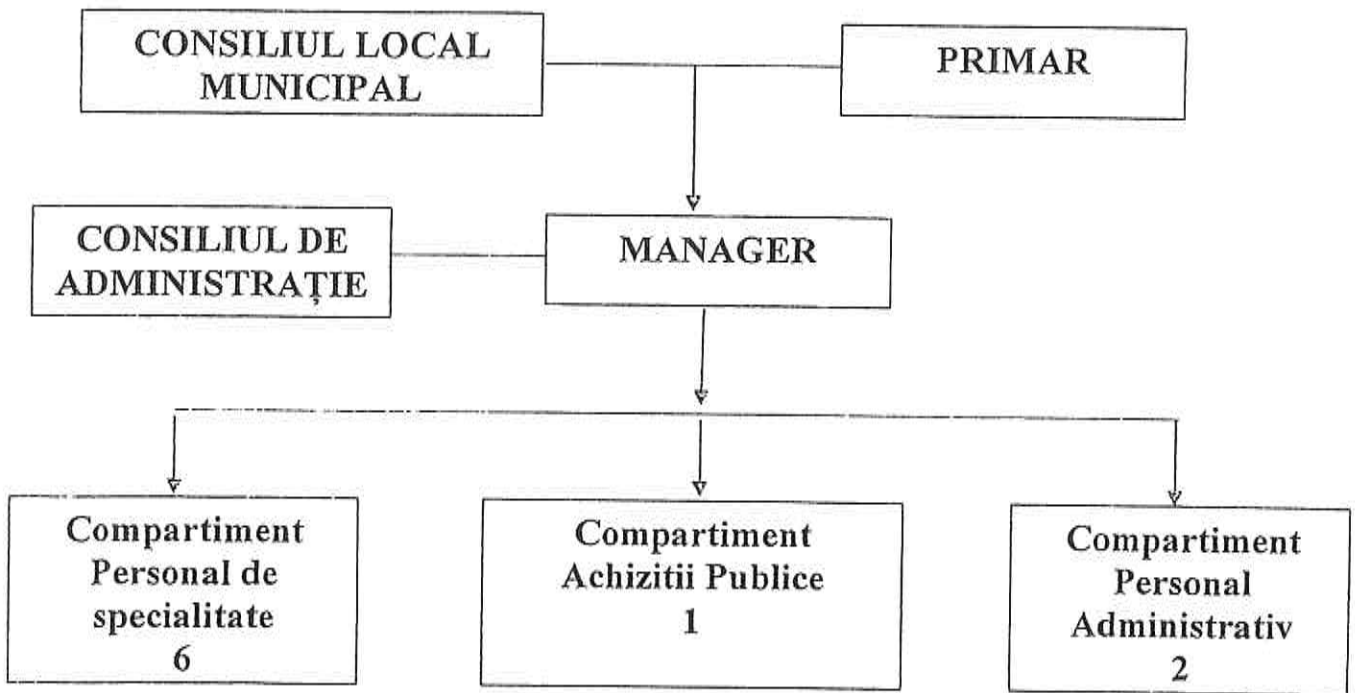 CONSILIUL LOCAL
MUNICIPAL
PRIMAR
CONSILIUL DE
ADMINISTRAȚIE
MANAGER
Compartiment
Personal de
specialitate
6
Compartiment
Achizitii Publice
1
Compartiment
Personal
Administrativ
2